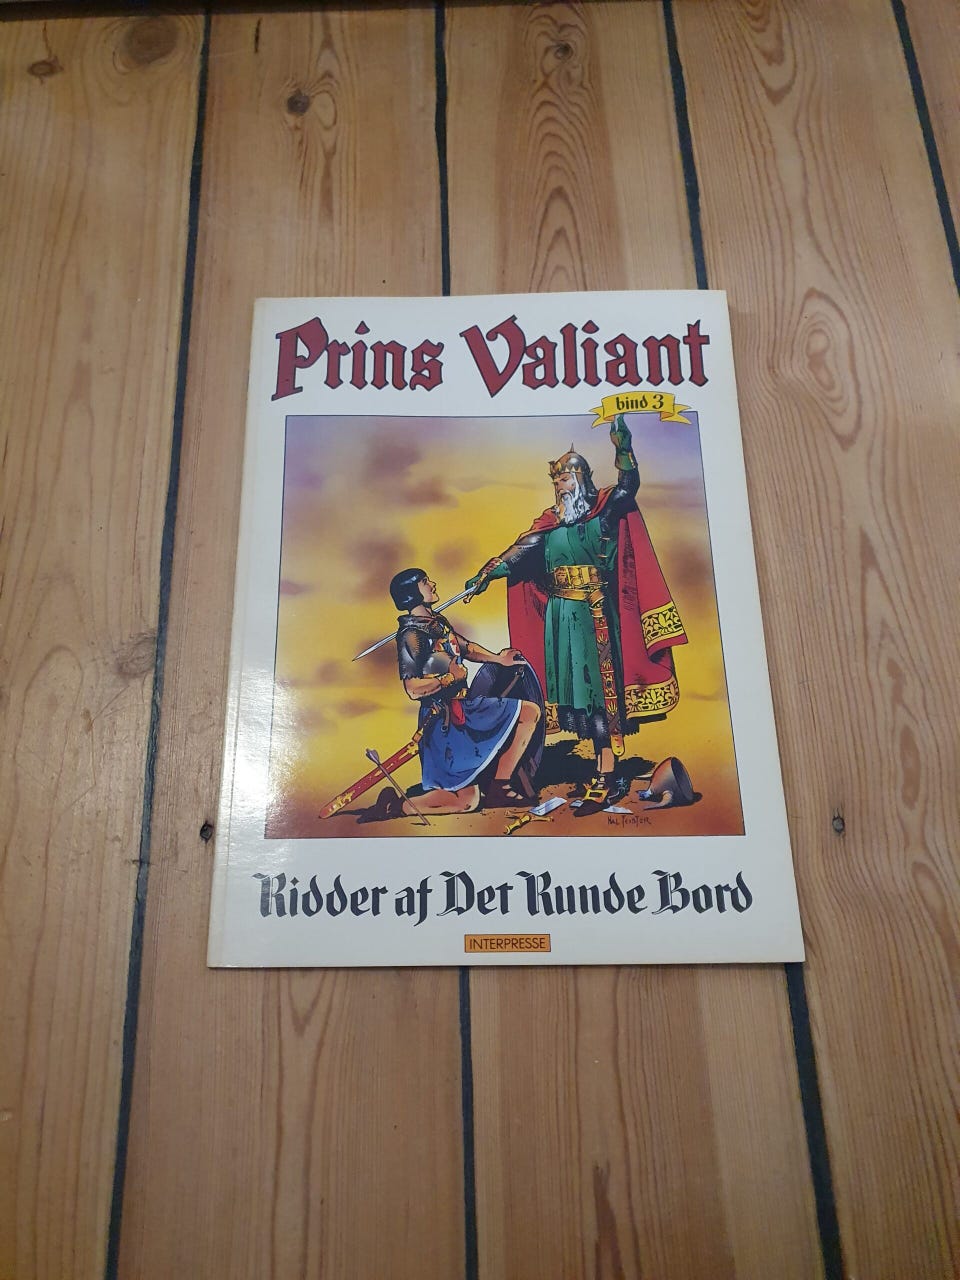 Prins Valiant
bind 3
HAL FOSTER
Ridder af Det Runde Bord
INTERPRESSE